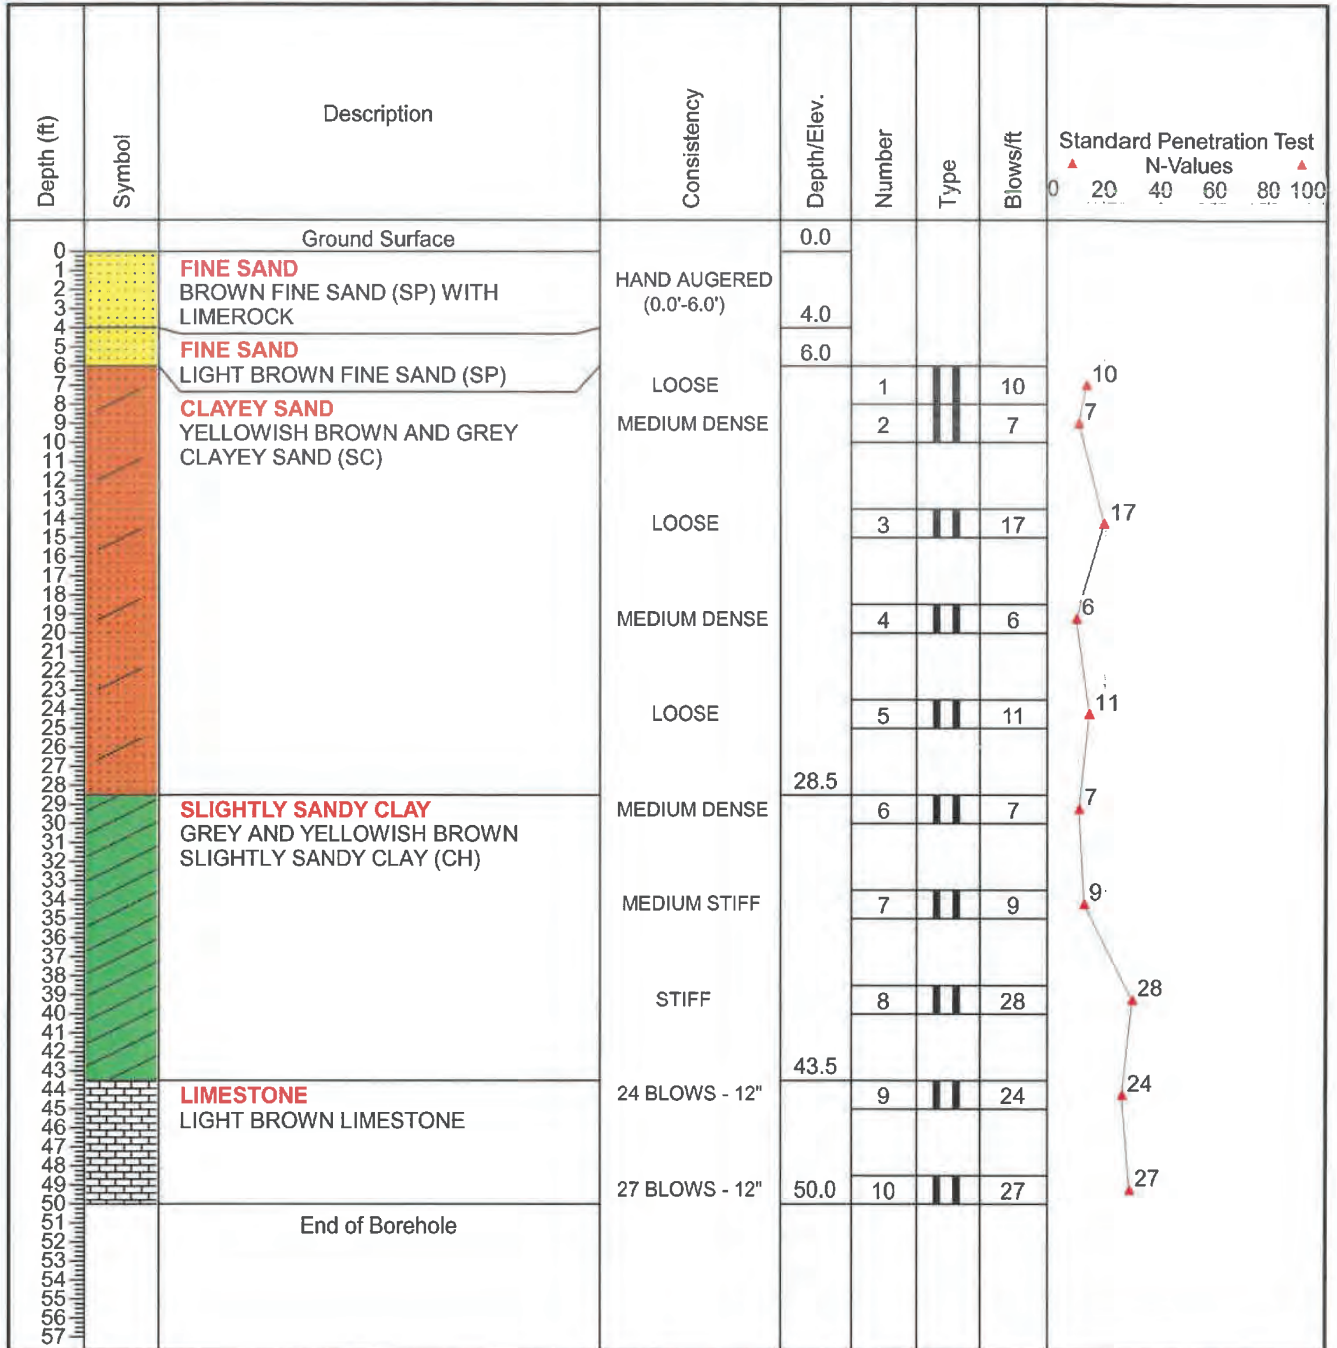 Depth (ft)
Symbol
Description
Consistency
Depth/Elev.
Number
Type
Blows/ft
Standard Penetration Test
N-Values
0 20 40 60 80 100
Ground Surface
0.0
0
1
2
3
4
5
6
7
8
9
10
11
12
13
14
15
16
17
18
19
20
21
22
23
24
25
26
27
28
29
30
31
32
33
34
35
36
37
38
39
40
41
42
43
44
45
46
47
48
49
50
51
52
53
54
55
56
57
FINE SAND
BROWN FINE SAND (SP) WITH
LIMEROCK
HAND AUGERED
(0.0'-6.0')
4.0
FINE SAND
LIGHT BROWN FINE SAND (SP)
6.0
CLAYEY SAND
YELLOWISH BROWN AND GREY
CLAYEY SAND (SC)
LOOSE 1 10 10
MEDIUM DENSE 2 7 7
LOOSE 3 17 17
MEDIUM DENSE 4 6 6
LOOSE 5 11 11
28.5
SLIGHTLY SANDY CLAY
GREY AND YELLOWISH BROWN
SLIGHTLY SANDY CLAY (CH)
MEDIUM DENSE 6 7 7
MEDIUM STIFF 7 9 9
STIFF 8 28 28
43.5
LIMESTONE
LIGHT BROWN LIMESTONE
24 BLOWS - 12" 9 24 24
27 BLOWS - 12" 50.0 10 27 27
End of Borehole